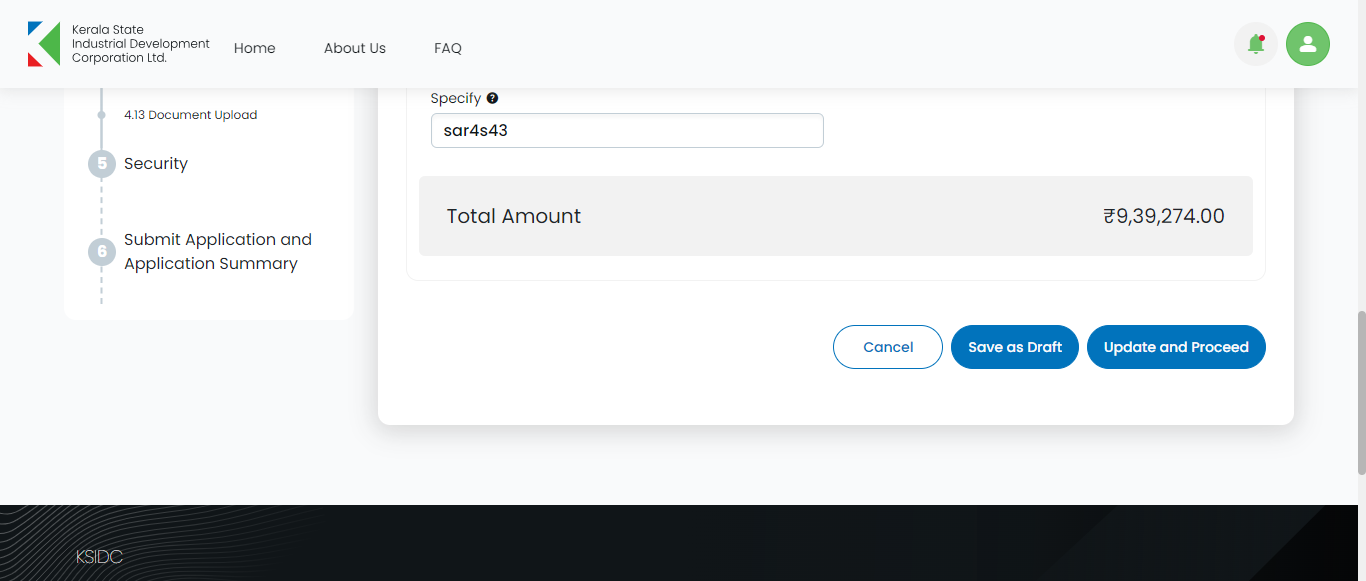 Kerala State
Industrial Development
Corporation Ltd.
Home
About Us
FAQ
4.13 Document Upload
5
Security
6
Submit Application and
Application Summary
Specify ?
sar4s43
Total Amount
₹9,39,274.00
Cancel
Save as Draft
Update and Proceed
KSIDC